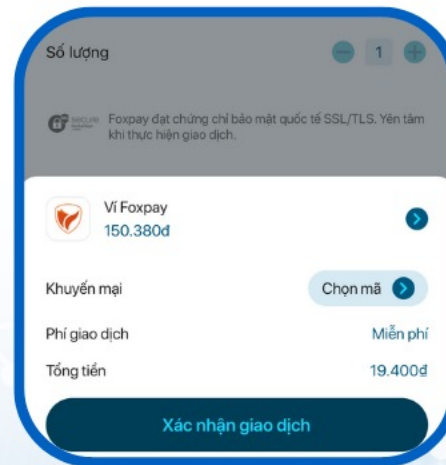 Số lượng
1
SECURE
Foxpay đạt chứng chỉ bảo mật quốc tế SSL/TLS. Yên tâm
khi thực hiện giao dịch.
Ví Foxpay
150.380đ
Khuyến mại
Chọn mã
Phí giao dịch
Miễn phí
Tổng tiền
19.400₫
Xác nhận giao dịch